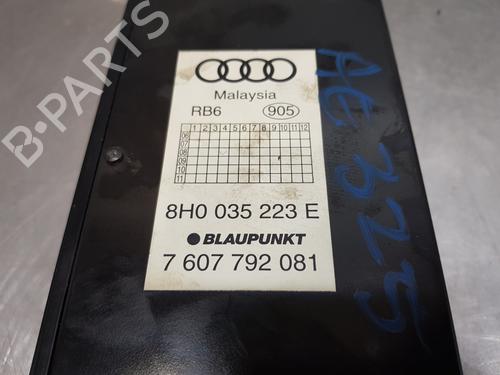 Malaysia
RB6 905
1 2 3 4 5 6 7 8 9 10 11 12
06
07
08
09
10
11
8H0 035 223 E
BLAUPUNKT
7 607 792 081
AE 325
B-PARTS